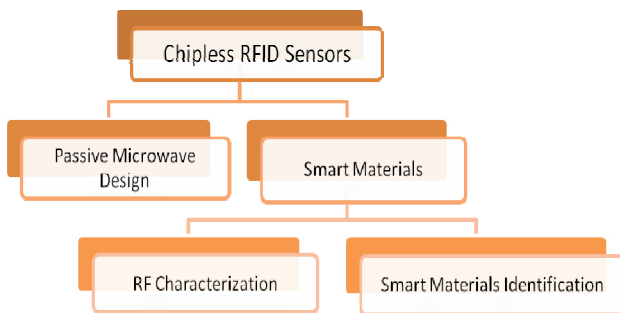 Chipless RFID Sensors
Passive Microwave
Design
Smart Materials
RF Characterization
Smart Materials Identification